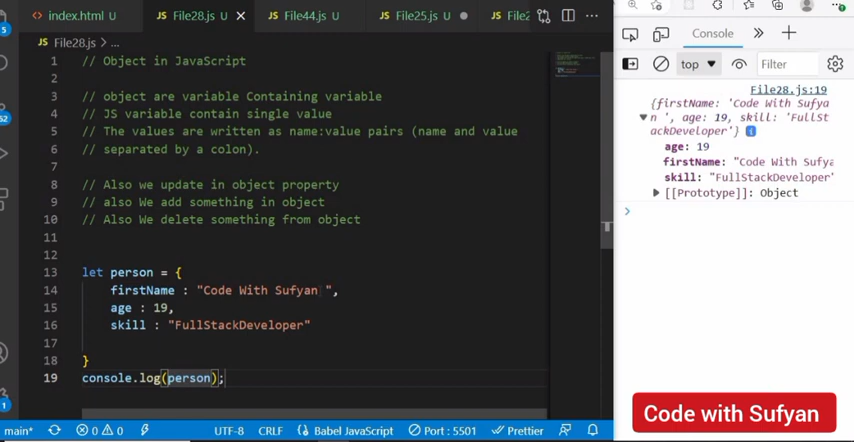 index.html U
File28.js U
File44.js U
File25.js U
File2
File28.js > ...
1 // Object in JavaScript
2
3 // object are variable Containing variable
4 // JS variable contain single value
5 // The values are written as name:value pairs (name and value
6 // separated by a colon).
7
8 // Also we update in object property
9 // also We add something in object
10 // Also We delete something from object
11
12
13 let person = {
14 firstName : "Code With Sufyan ",
15 age : 19,
16 skill : "FullStackDeveloper"
17
18 }
19 console.log(person);
main*
0
0
UTF-8
CRLF
Babel JavaScript
Port : 5501
Prettier
Console
top
Filter
File28.js:19
{firstName: 'Code With Sufya
n ', age: 19, skill: 'FullSt
ackDeveloper'}
age: 19
firstName: "Code With Sufya
skill: "FullStackDeveloper"
[[Prototype]]: Object
Code with Sufyan